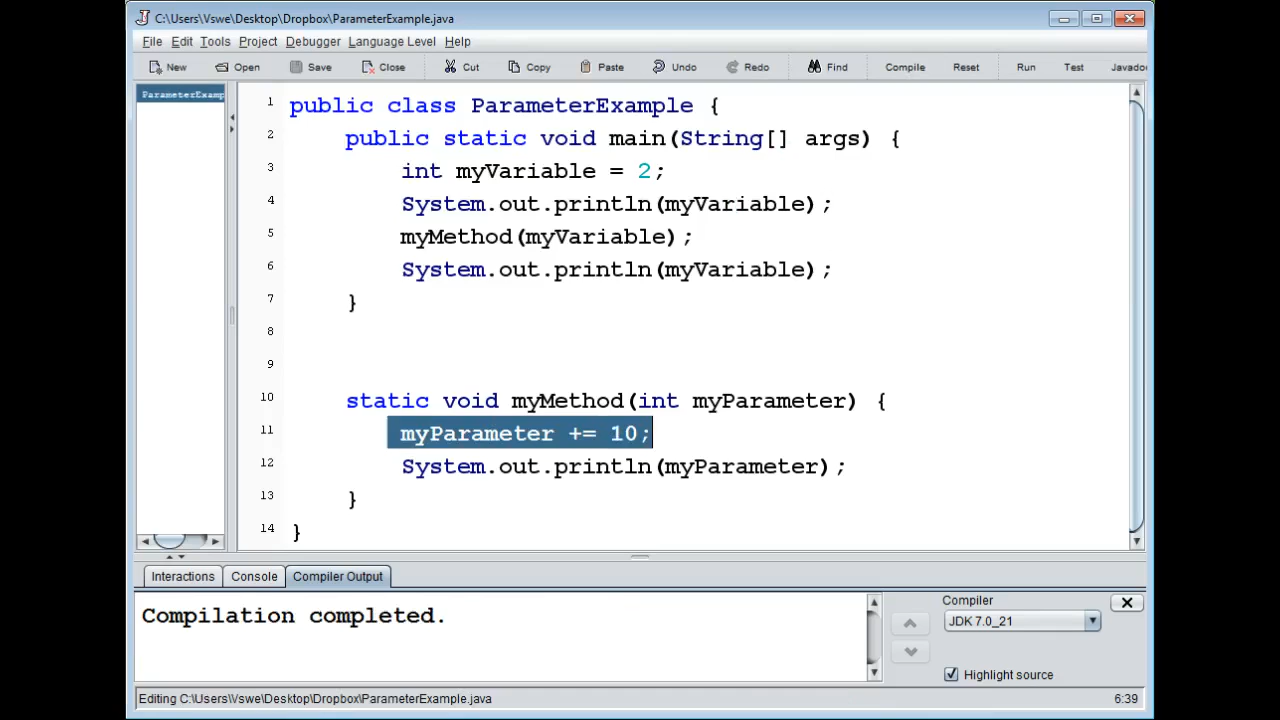 C:\Users\Vswe\Desktop\Dropbox\ParameterExample.java
File Edit Tools Project Debugger Language Level Help
New Open Save Close Cut Copy Paste Undo Redo Find Compile Reset Run Test Javado
ParameterExamp
1 public class ParameterExample {
2 public static void main(String[] args) {
3 int myVariable = 2;
4 System.out.println(myVariable);
5 myMethod(myVariable);
6 System.out.println(myVariable);
7 }
8
9
10 static void myMethod(int myParameter) {
11 myParameter += 10;
12 System.out.println(myParameter);
13 }
14 }
Interactions Console Compiler Output
Compilation completed.
Compiler
JDK 7.0_21
Highlight source
Editing C:\Users\Vswe\Desktop\Dropbox\ParameterExample.java 6:39